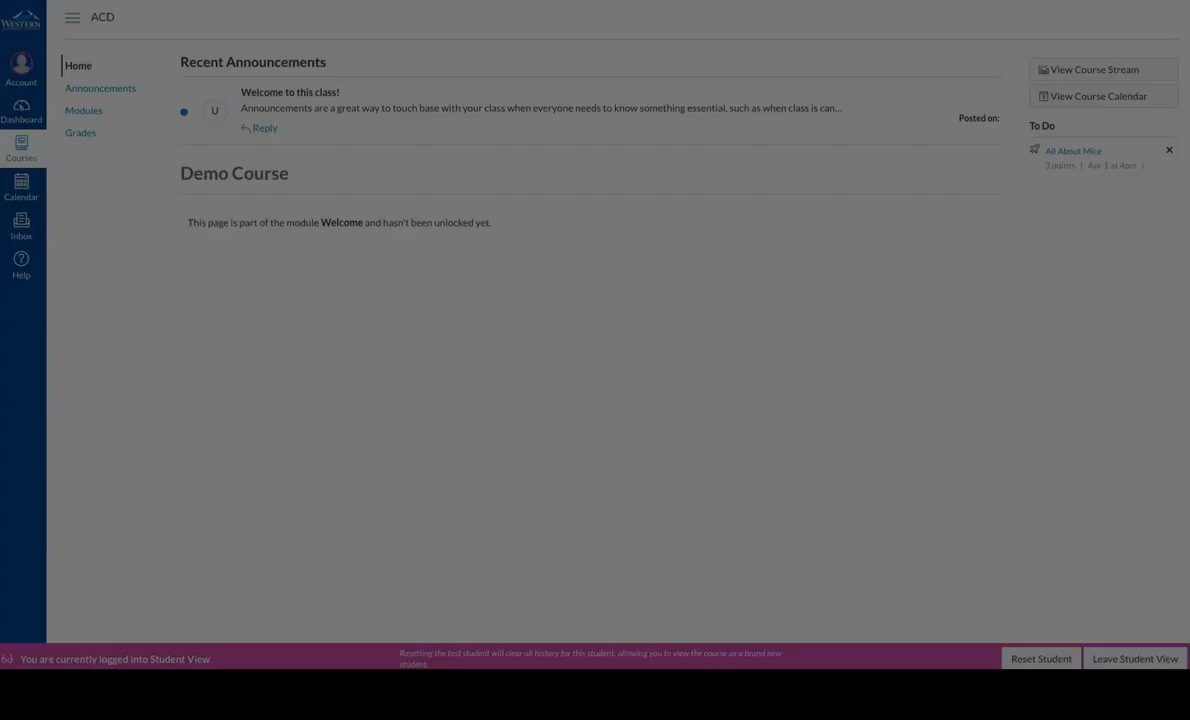 WESTERN
ACD
Account
Dashboard
Courses
Calendar
Inbox
Help
Home
Announcements
Modules
Grades
Recent Announcements
Welcome to this class!
Announcements are a great way to touch base with your class when everyone needs to know something essential, such as when class is can...
U
Posted on:
Reply
Demo Course
This page is part of the module Welcome and hasn't been unlocked yet.
View Course Stream
View Course Calendar
To Do
All About Mice
3 points | Apr 1 at 4pm |
You are currently logged into Student View
Resetting the test student will clear all history for this student, allowing you to view the course as a brand new
student.
Reset Student
Leave Student View